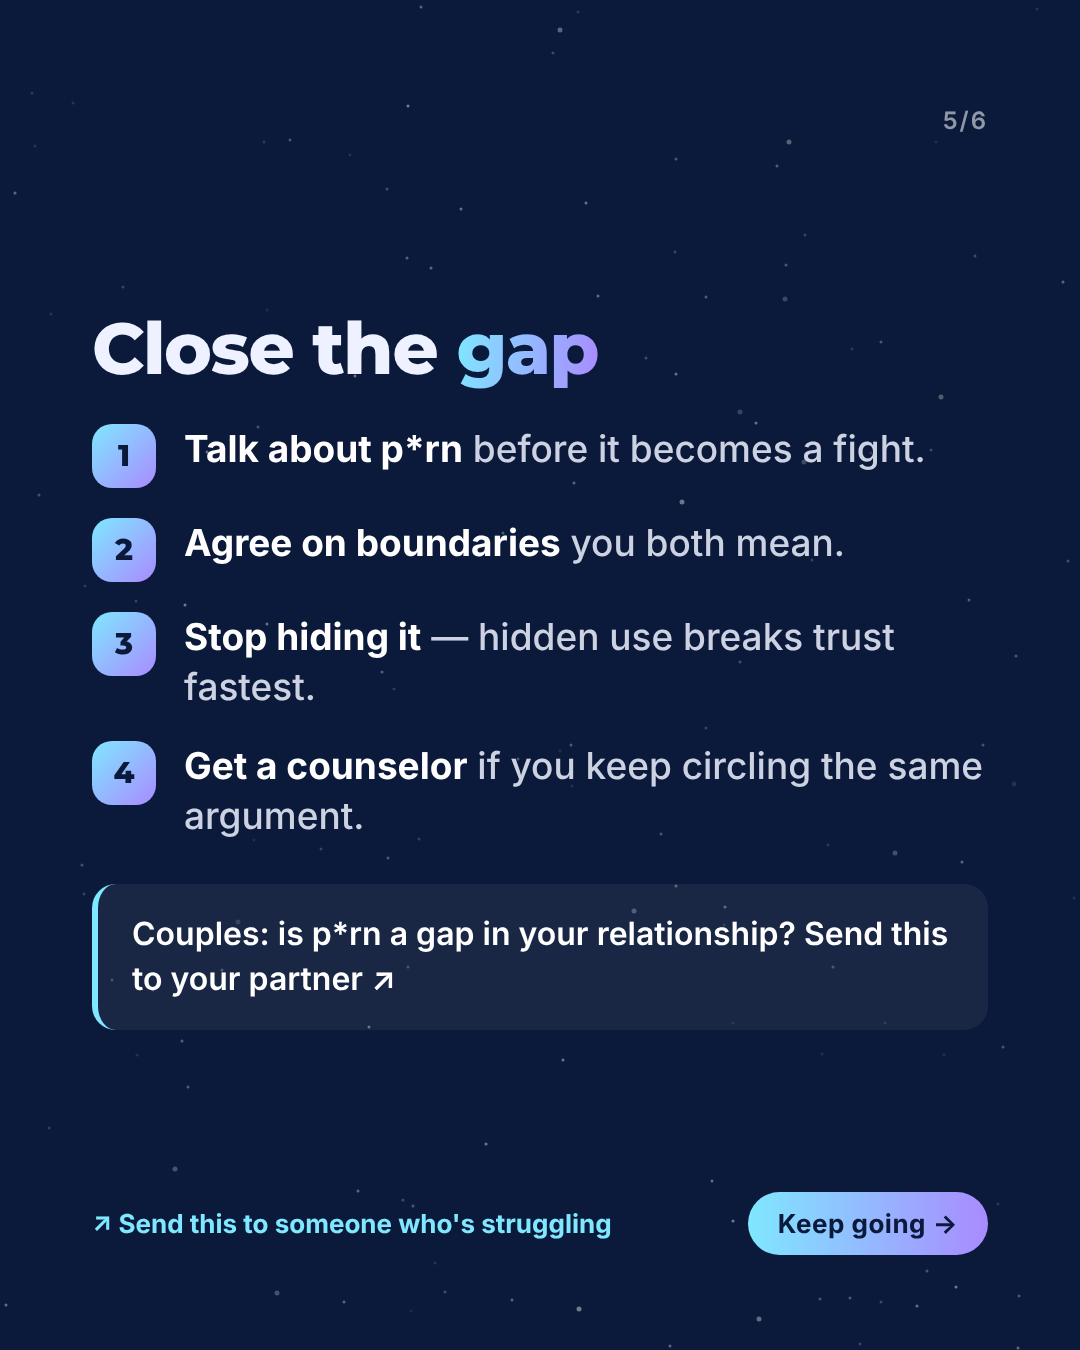 5/6
Close the gap
1
Talk about p*rn before it becomes a fight.
2
Agree on boundaries you both mean.
3
Stop hiding it — hidden use breaks trust
fastest.
4
Get a counselor if you keep circling the same
argument.
Couples: is p*rn a gap in your relationship? Send this
to your partner ↗
↗ Send this to someone who's struggling
Keep going →